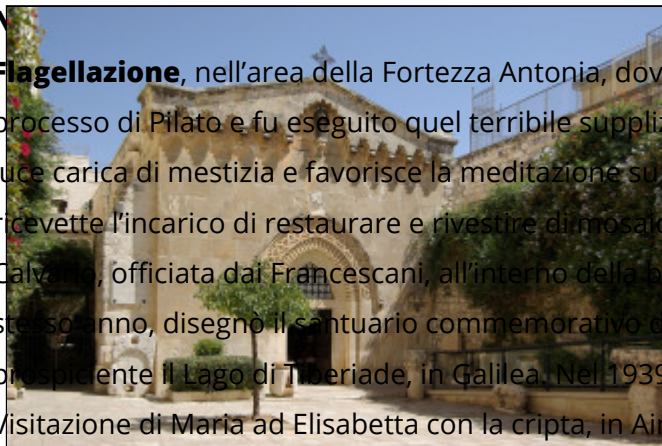 Flagellazione, nell’area della Fortezza Antonia, dov
processo di Pilato e fu eseguito quel terribile suppliz
luce carica di mestizia e favorisce la meditazione su
ricevette l’incarico di restaurare e rivestire di mosaic
Calvario, officiata dai Francescani, all’interno della b
stesso anno, disegnò il santuario commemorativo d
prospiciente il Lago di Tiberiade, in Galilea. Nel 1939
Visitazione di Maria ad Elisabetta con la cripta, in Ai